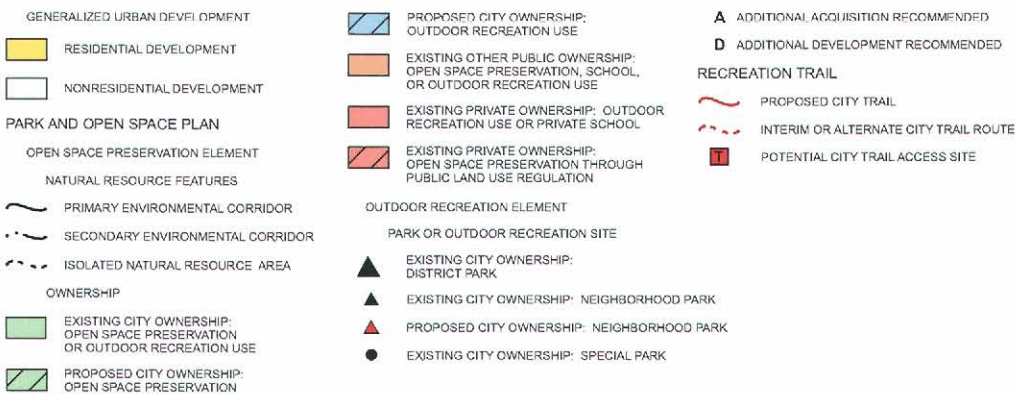 GENERALIZED URBAN DEVELOPMENT
RESIDENTIAL DEVELOPMENT
NONRESIDENTIAL DEVELOPMENT
PARK AND OPEN SPACE PLAN
OPEN SPACE PRESERVATION ELEMENT
NATURAL RESOURCE FEATURES
PRIMARY ENVIRONMENTAL CORRIDOR
SECONDARY ENVIRONMENTAL CORRIDOR
ISOLATED NATURAL RESOURCE AREA
OWNERSHIP
EXISTING CITY OWNERSHIP:
OPEN SPACE PRESERVATION
OR OUTDOOR RECREATION USE
PROPOSED CITY OWNERSHIP:
OPEN SPACE PRESERVATION
PROPOSED CITY OWNERSHIP:
OUTDOOR RECREATION USE
EXISTING OTHER PUBLIC OWNERSHIP:
OPEN SPACE PRESERVATION, SCHOOL,
OR OUTDOOR RECREATION USE
EXISTING PRIVATE OWNERSHIP: OUTDOOR
RECREATION USE OR PRIVATE SCHOOL
EXISTING PRIVATE OWNERSHIP:
OPEN SPACE PRESERVATION THROUGH
PUBLIC LAND USE REGULATION
OUTDOOR RECREATION ELEMENT
PARK OR OUTDOOR RECREATION SITE
EXISTING CITY OWNERSHIP:
DISTRICT PARK
EXISTING CITY OWNERSHIP: NEIGHBORHOOD PARK
PROPOSED CITY OWNERSHIP: NEIGHBORHOOD PARK
EXISTING CITY OWNERSHIP: SPECIAL PARK
A ADDITIONAL ACQUISITION RECOMMENDED
D ADDITIONAL DEVELOPMENT RECOMMENDED
RECREATION TRAIL
PROPOSED CITY TRAIL
INTERIM OR ALTERNATE CITY TRAIL ROUTE
T POTENTIAL CITY TRAIL ACCESS SITE